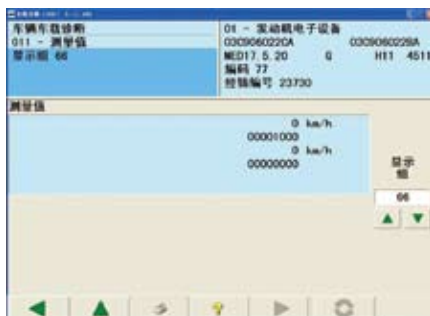 车辆车载诊断
011 - 测量值
显示组 66
01 - 发动机电子设备
03C906022CA 03C906022BA
MED17.5.20 G H11 4511
编码 77
经销编号 23730
测量值
0 km/h
00001000
0 km/h
00000000
显示
组
66